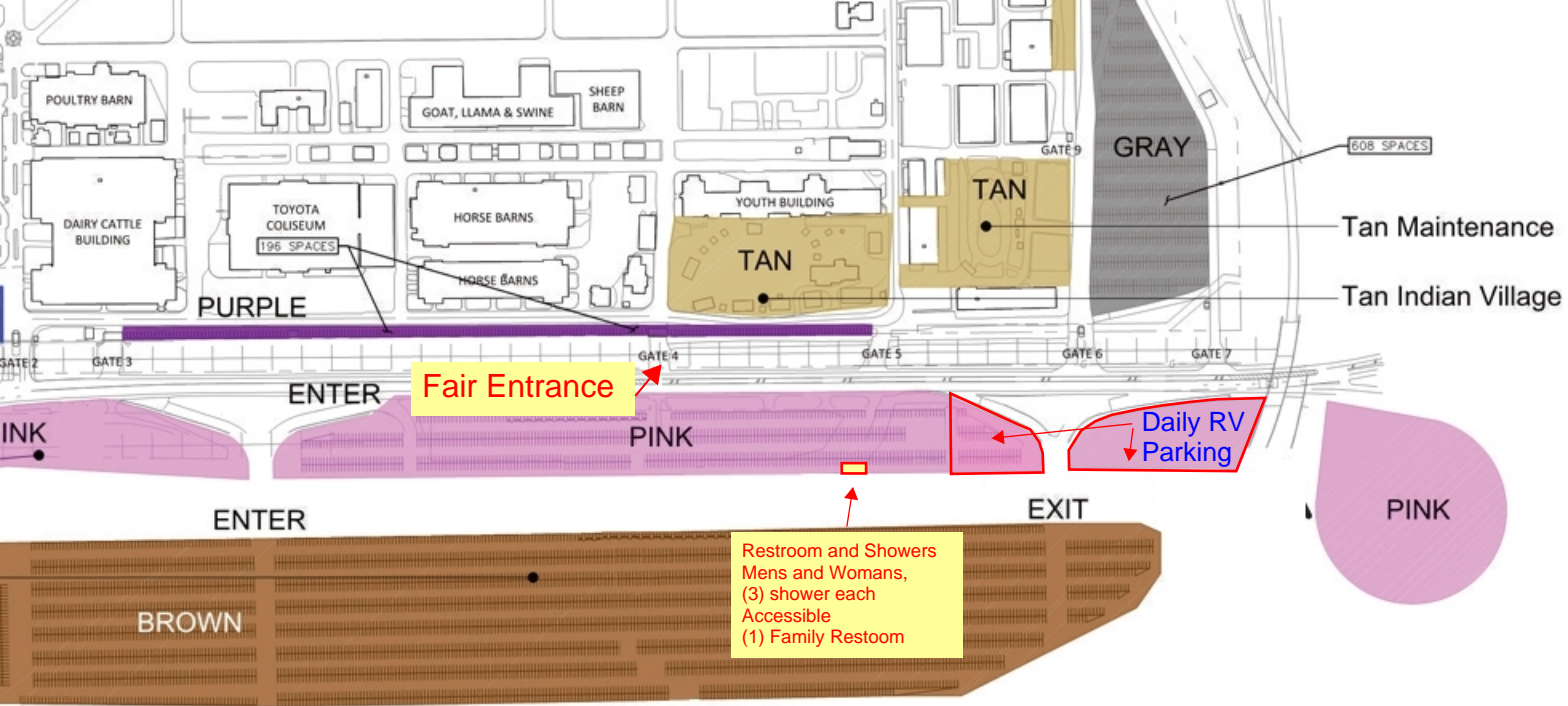 POULTRY BARN
GOAT, LLAMA & SWINE
SHEEP
BARN
GATE 9
GRAY
608 SPACES
DAIRY CATTLE
BUILDING
TOYOTA
COLISEUM
196 SPACES
HORSE BARNS
HORSE BARNS
YOUTH BUILDING
TAN
TAN
Tan Maintenance
Tan Indian Village
PURPLE
GATE 2
GATE 3
GATE 4
GATE 5
GATE 6
GATE 7
ENTER
Fair Entrance
INK
PINK
Daily RV
Parking
PINK
ENTER
EXIT
Restroom and Showers
Mens and Womans,
(3) shower each
Accessible
(1) Family Restoom
BROWN